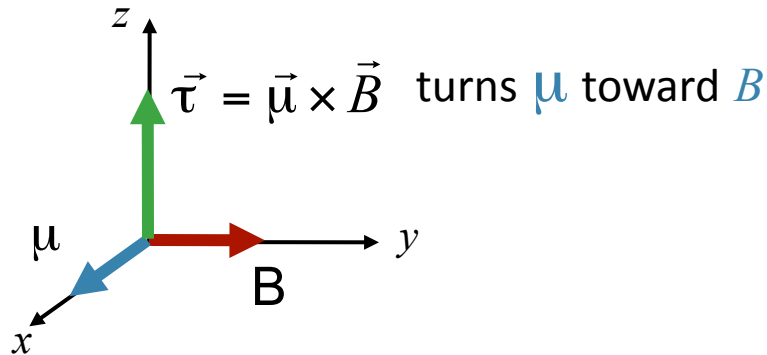 z
τ⃗ = μ⃗ × B⃗ turns μ toward B
μ
y
B
x